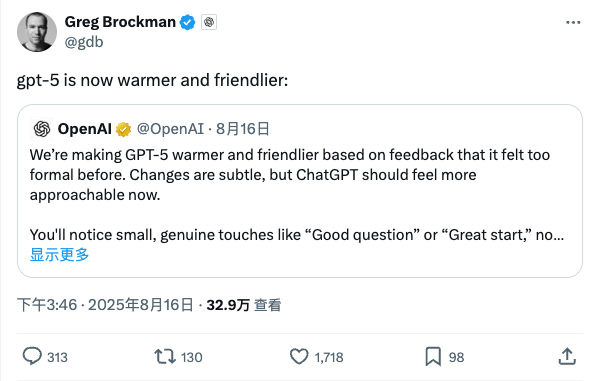 Greg Brockman
@gdb
gpt-5 is now warmer and friendlier:
OpenAI @OpenAI · 8月16日
We’re making GPT-5 warmer and friendlier based on feedback that it felt too
formal before. Changes are subtle, but ChatGPT should feel more
approachable now.
You'll notice small, genuine touches like “Good question” or “Great start,” no...
显示更多
下午3:46 · 2025年8月16日 · 32.9万 查看
313 130 1,718 98